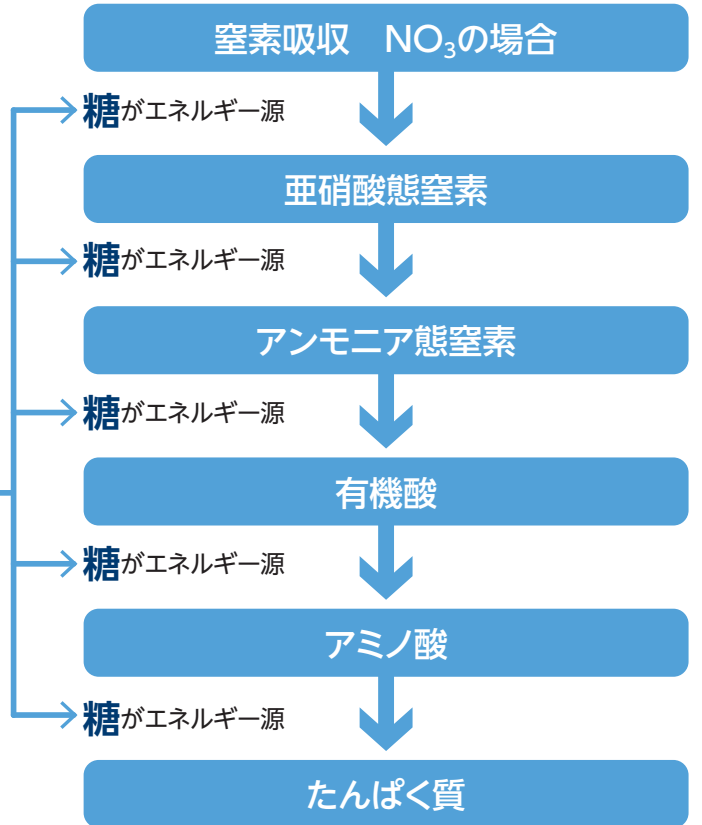 窒素吸収　NO₃の場合
糖がエネルギー源
亜硝酸態窒素
糖がエネルギー源
アンモニア態窒素
糖がエネルギー源
有機酸
糖がエネルギー源
アミノ酸
糖がエネルギー源
たんぱく質